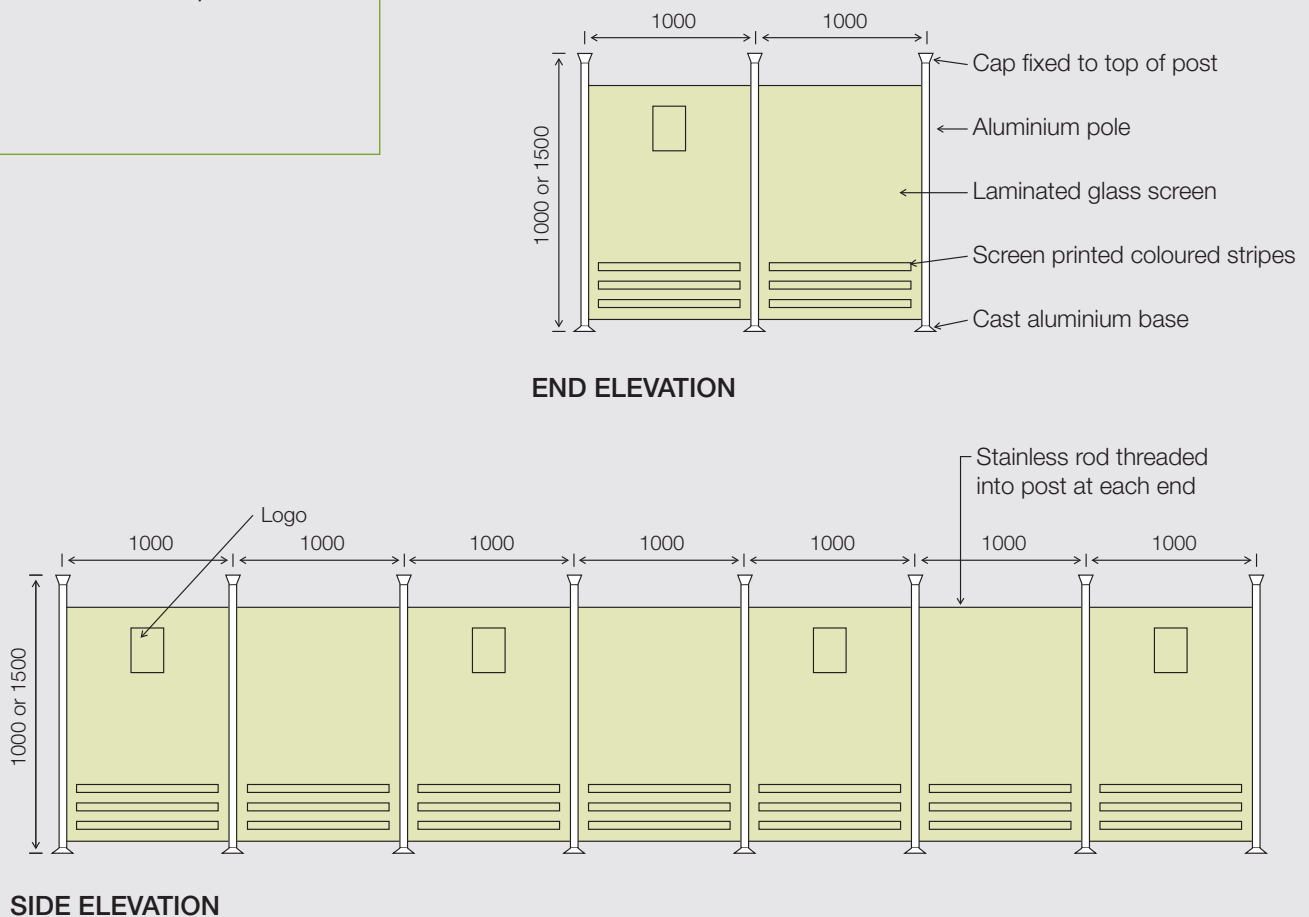 1000
1000
1000 or 1500
Cap fixed to top of post
Aluminium pole
Laminated glass screen
Screen printed coloured stripes
Cast aluminium base
END ELEVATION
Stainless rod threaded
into post at each end
Logo
1000
1000
1000
1000
1000
1000
1000
1000 or 1500
SIDE ELEVATION